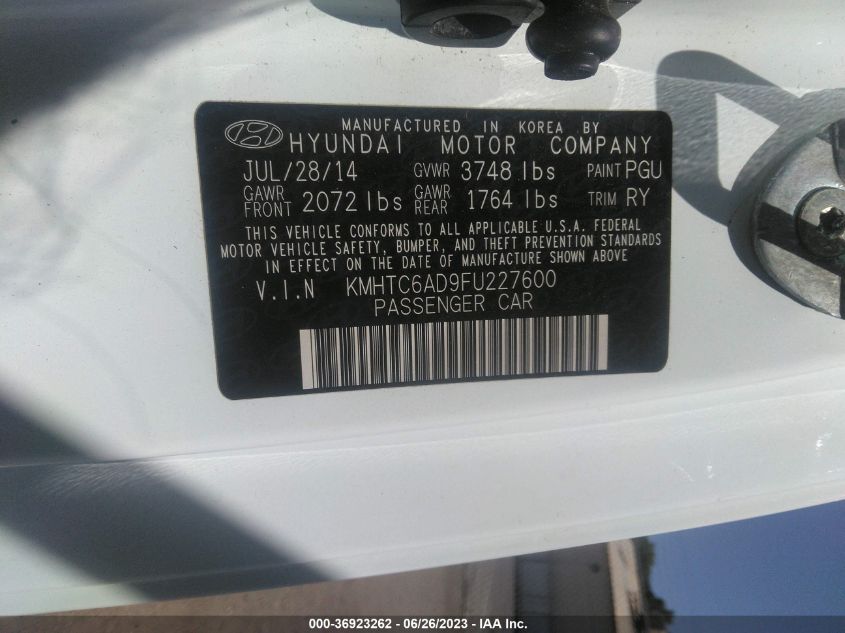 MANUFACTURED IN KOREA BY
HYUNDAI MOTOR COMPANY
JUL/28/14 GVWR 3748 lbs PAINT PGU
GAWR FRONT 2072 lbs GAWR REAR 1764 lbs TRIM RY
THIS VEHICLE CONFORMS TO ALL APPLICABLE U.S.A. FEDERAL
MOTOR VEHICLE SAFETY, BUMPER, AND THEFT PREVENTION STANDARDS
IN EFFECT ON THE DATE OF MANUFACTURE SHOWN ABOVE
V.I.N KMHTC6AD9FU227600
PASSENGER CAR
000-36923262 - 06/26/2023 - IAA Inc.